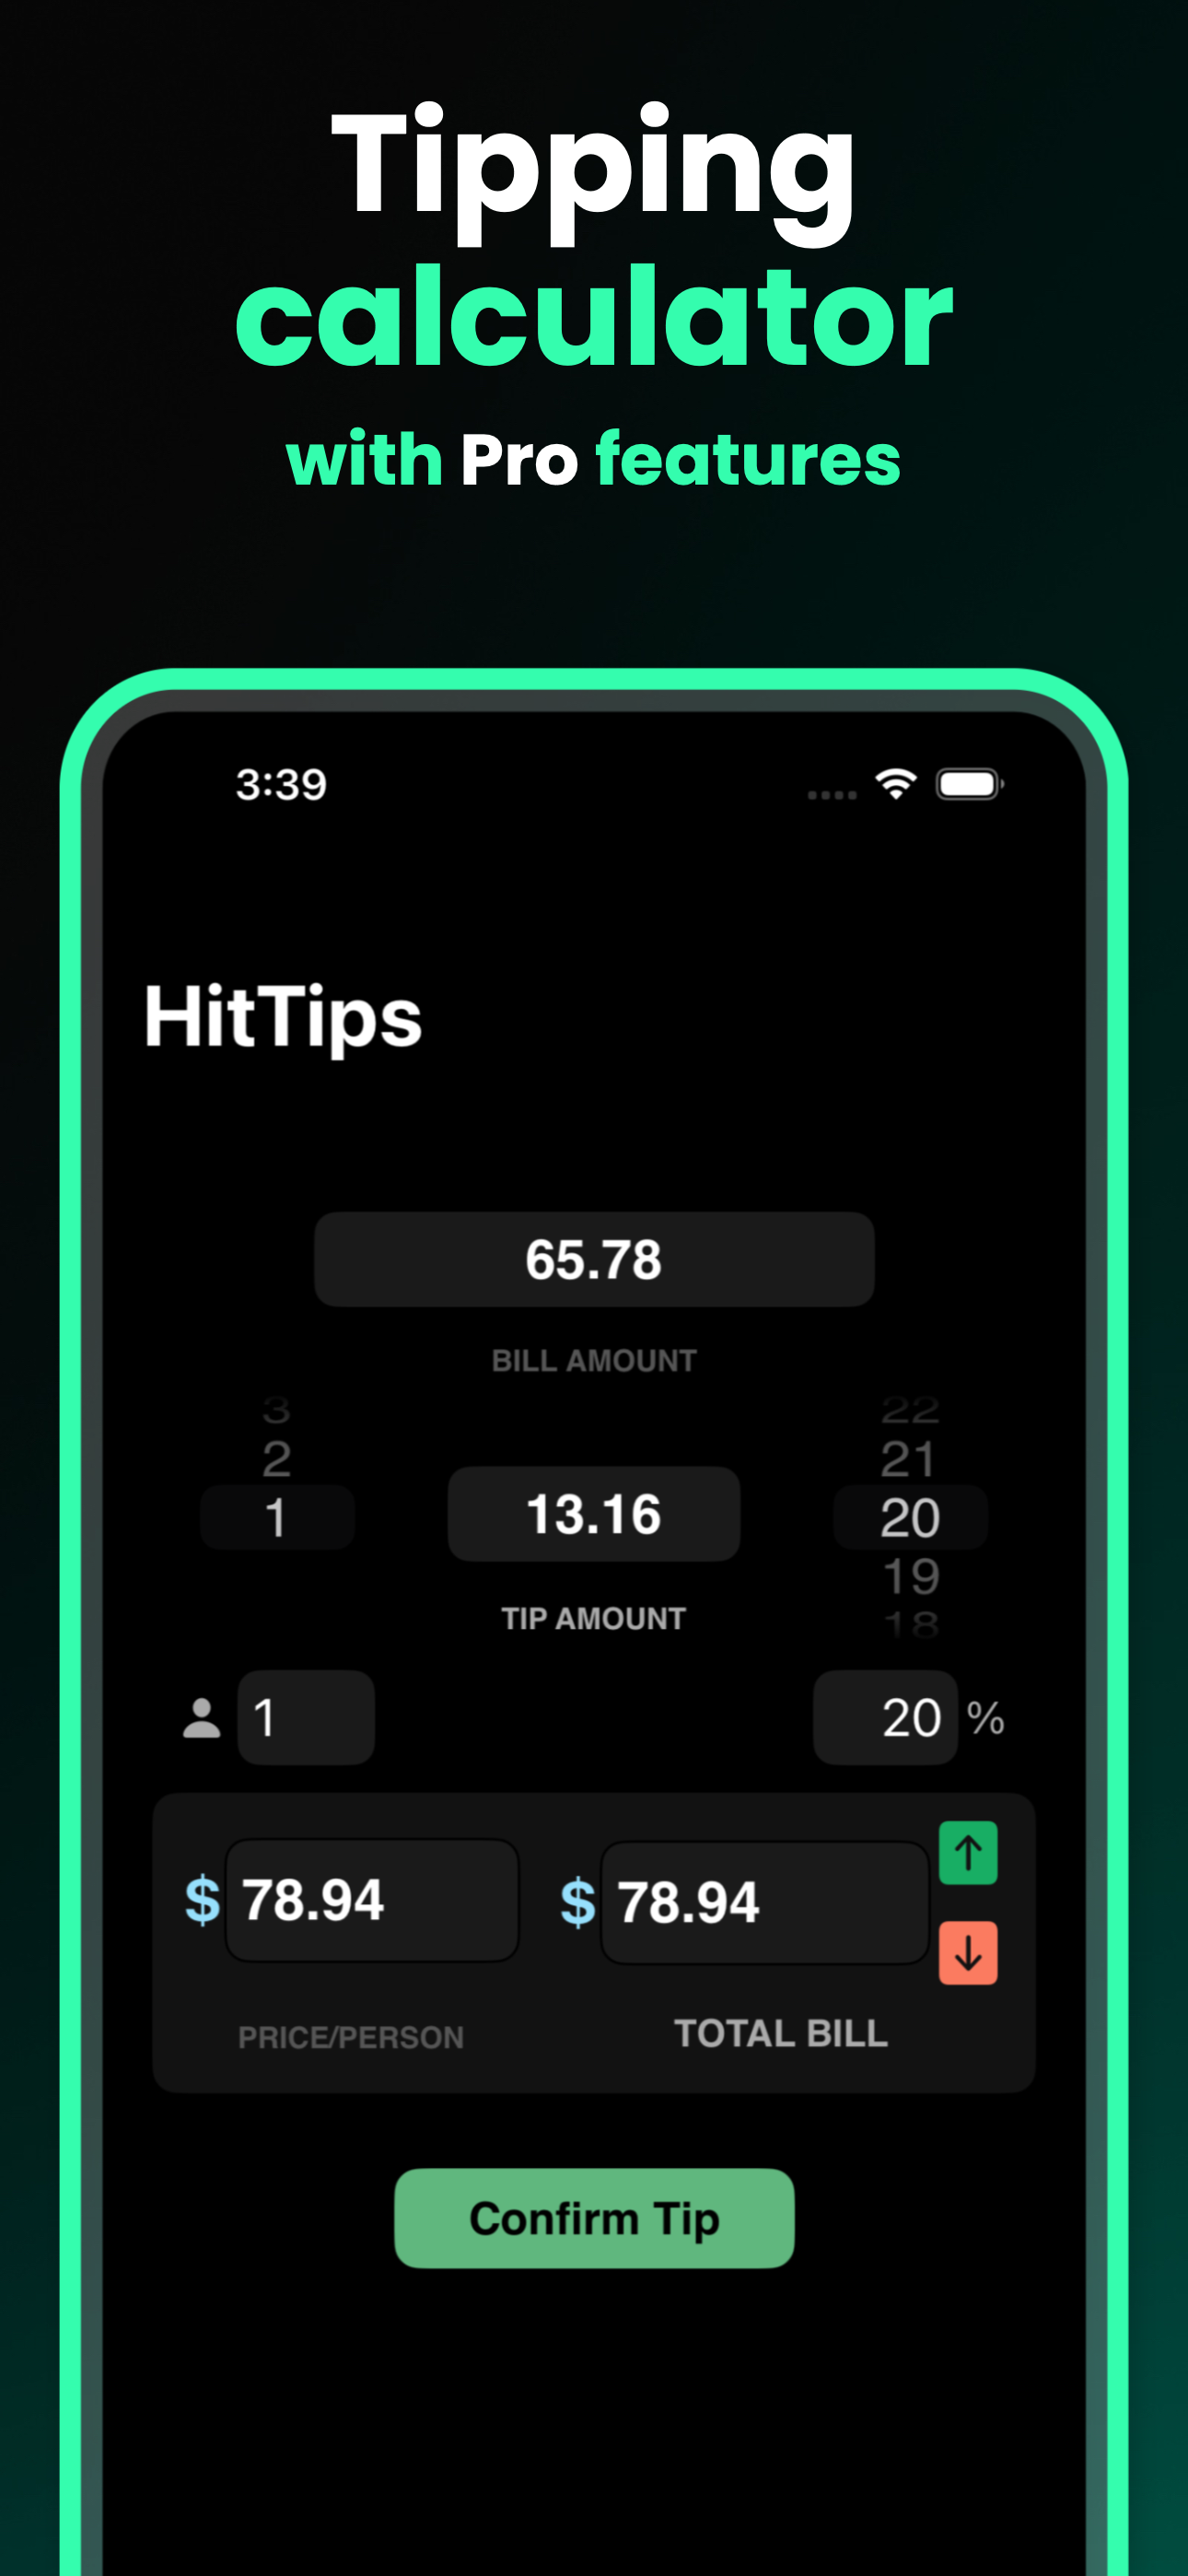 Tipping
calculator
with Pro features
3:39
HitTips
65.78
BILL AMOUNT
3
2
1
13.16
TIP AMOUNT
22
21
20
19
18
1
20 %
$ 78.94
PRICE/PERSON
$ 78.94
TOTAL BILL
↑
↓
Confirm Tip